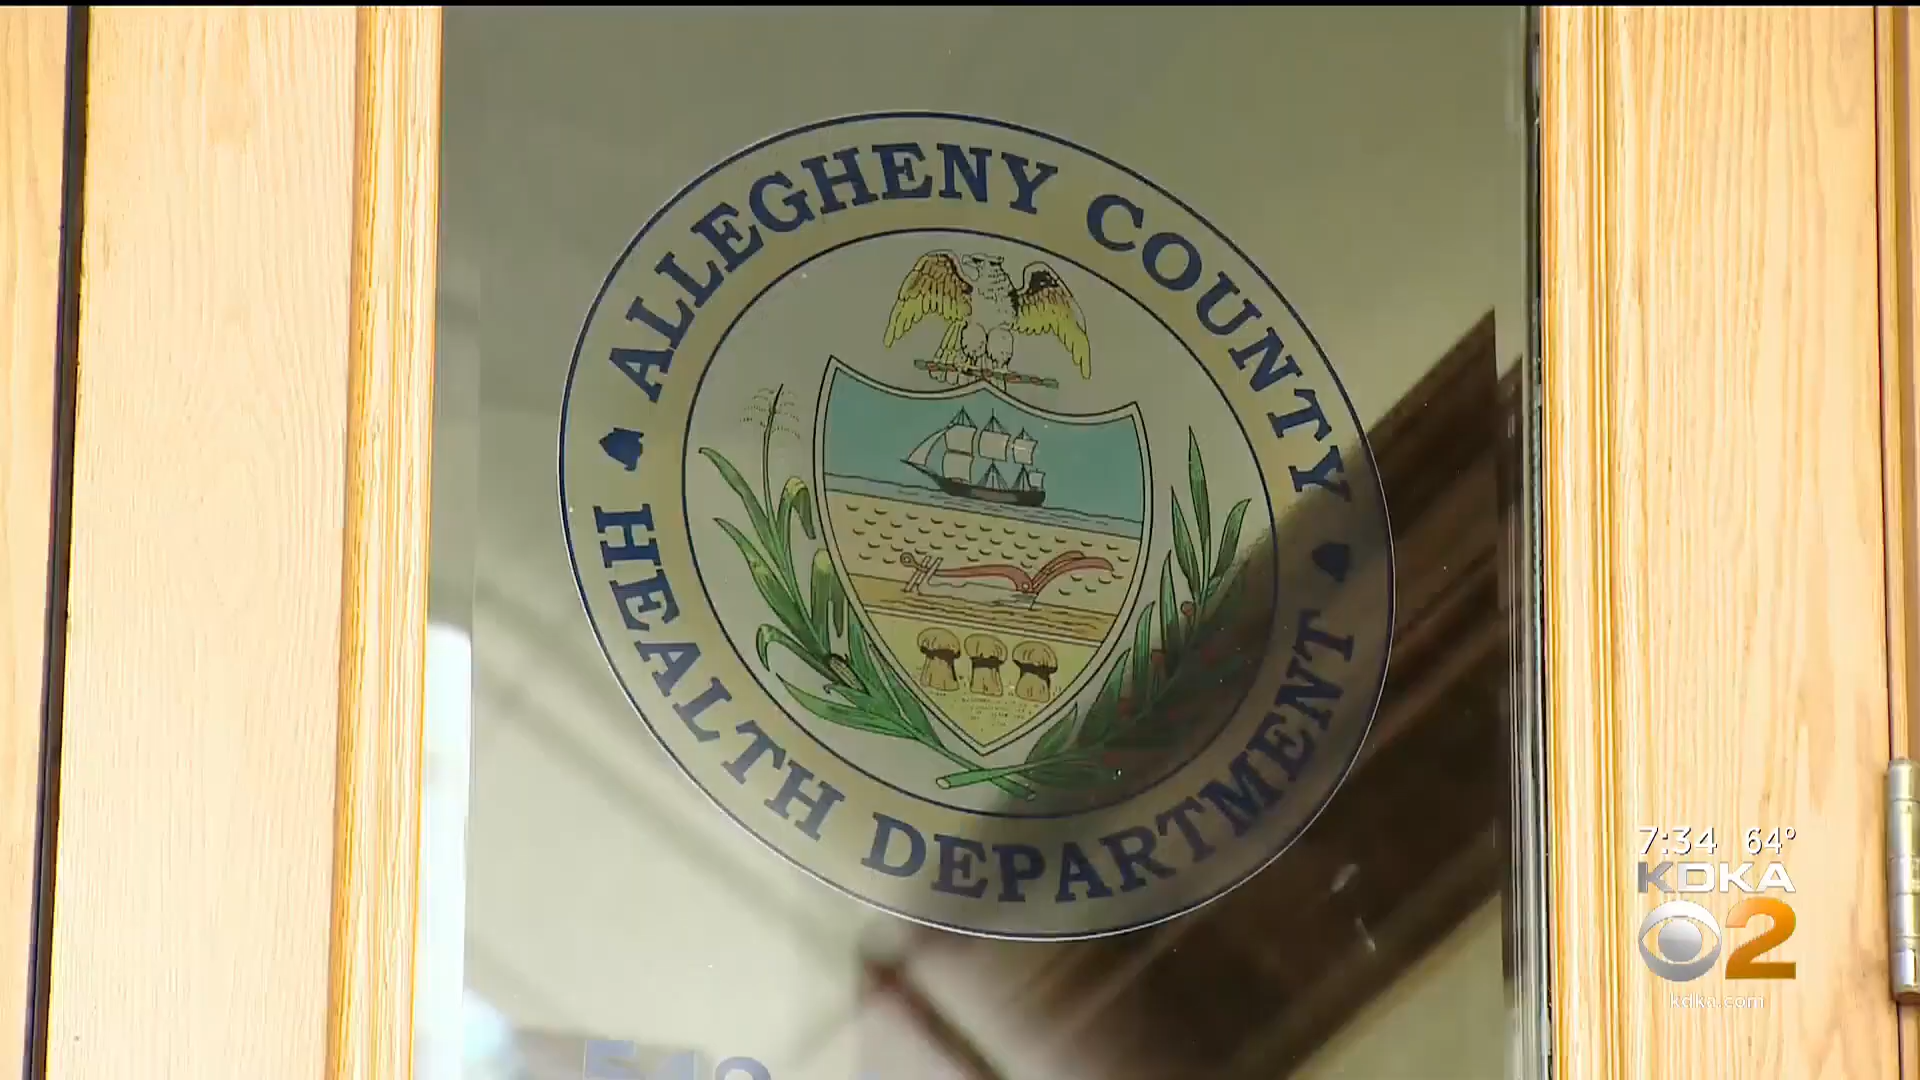 ALLEGHENY COUNTY
HEALTH DEPARTMENT
7:34 64°
KDKA
2
kdka.com